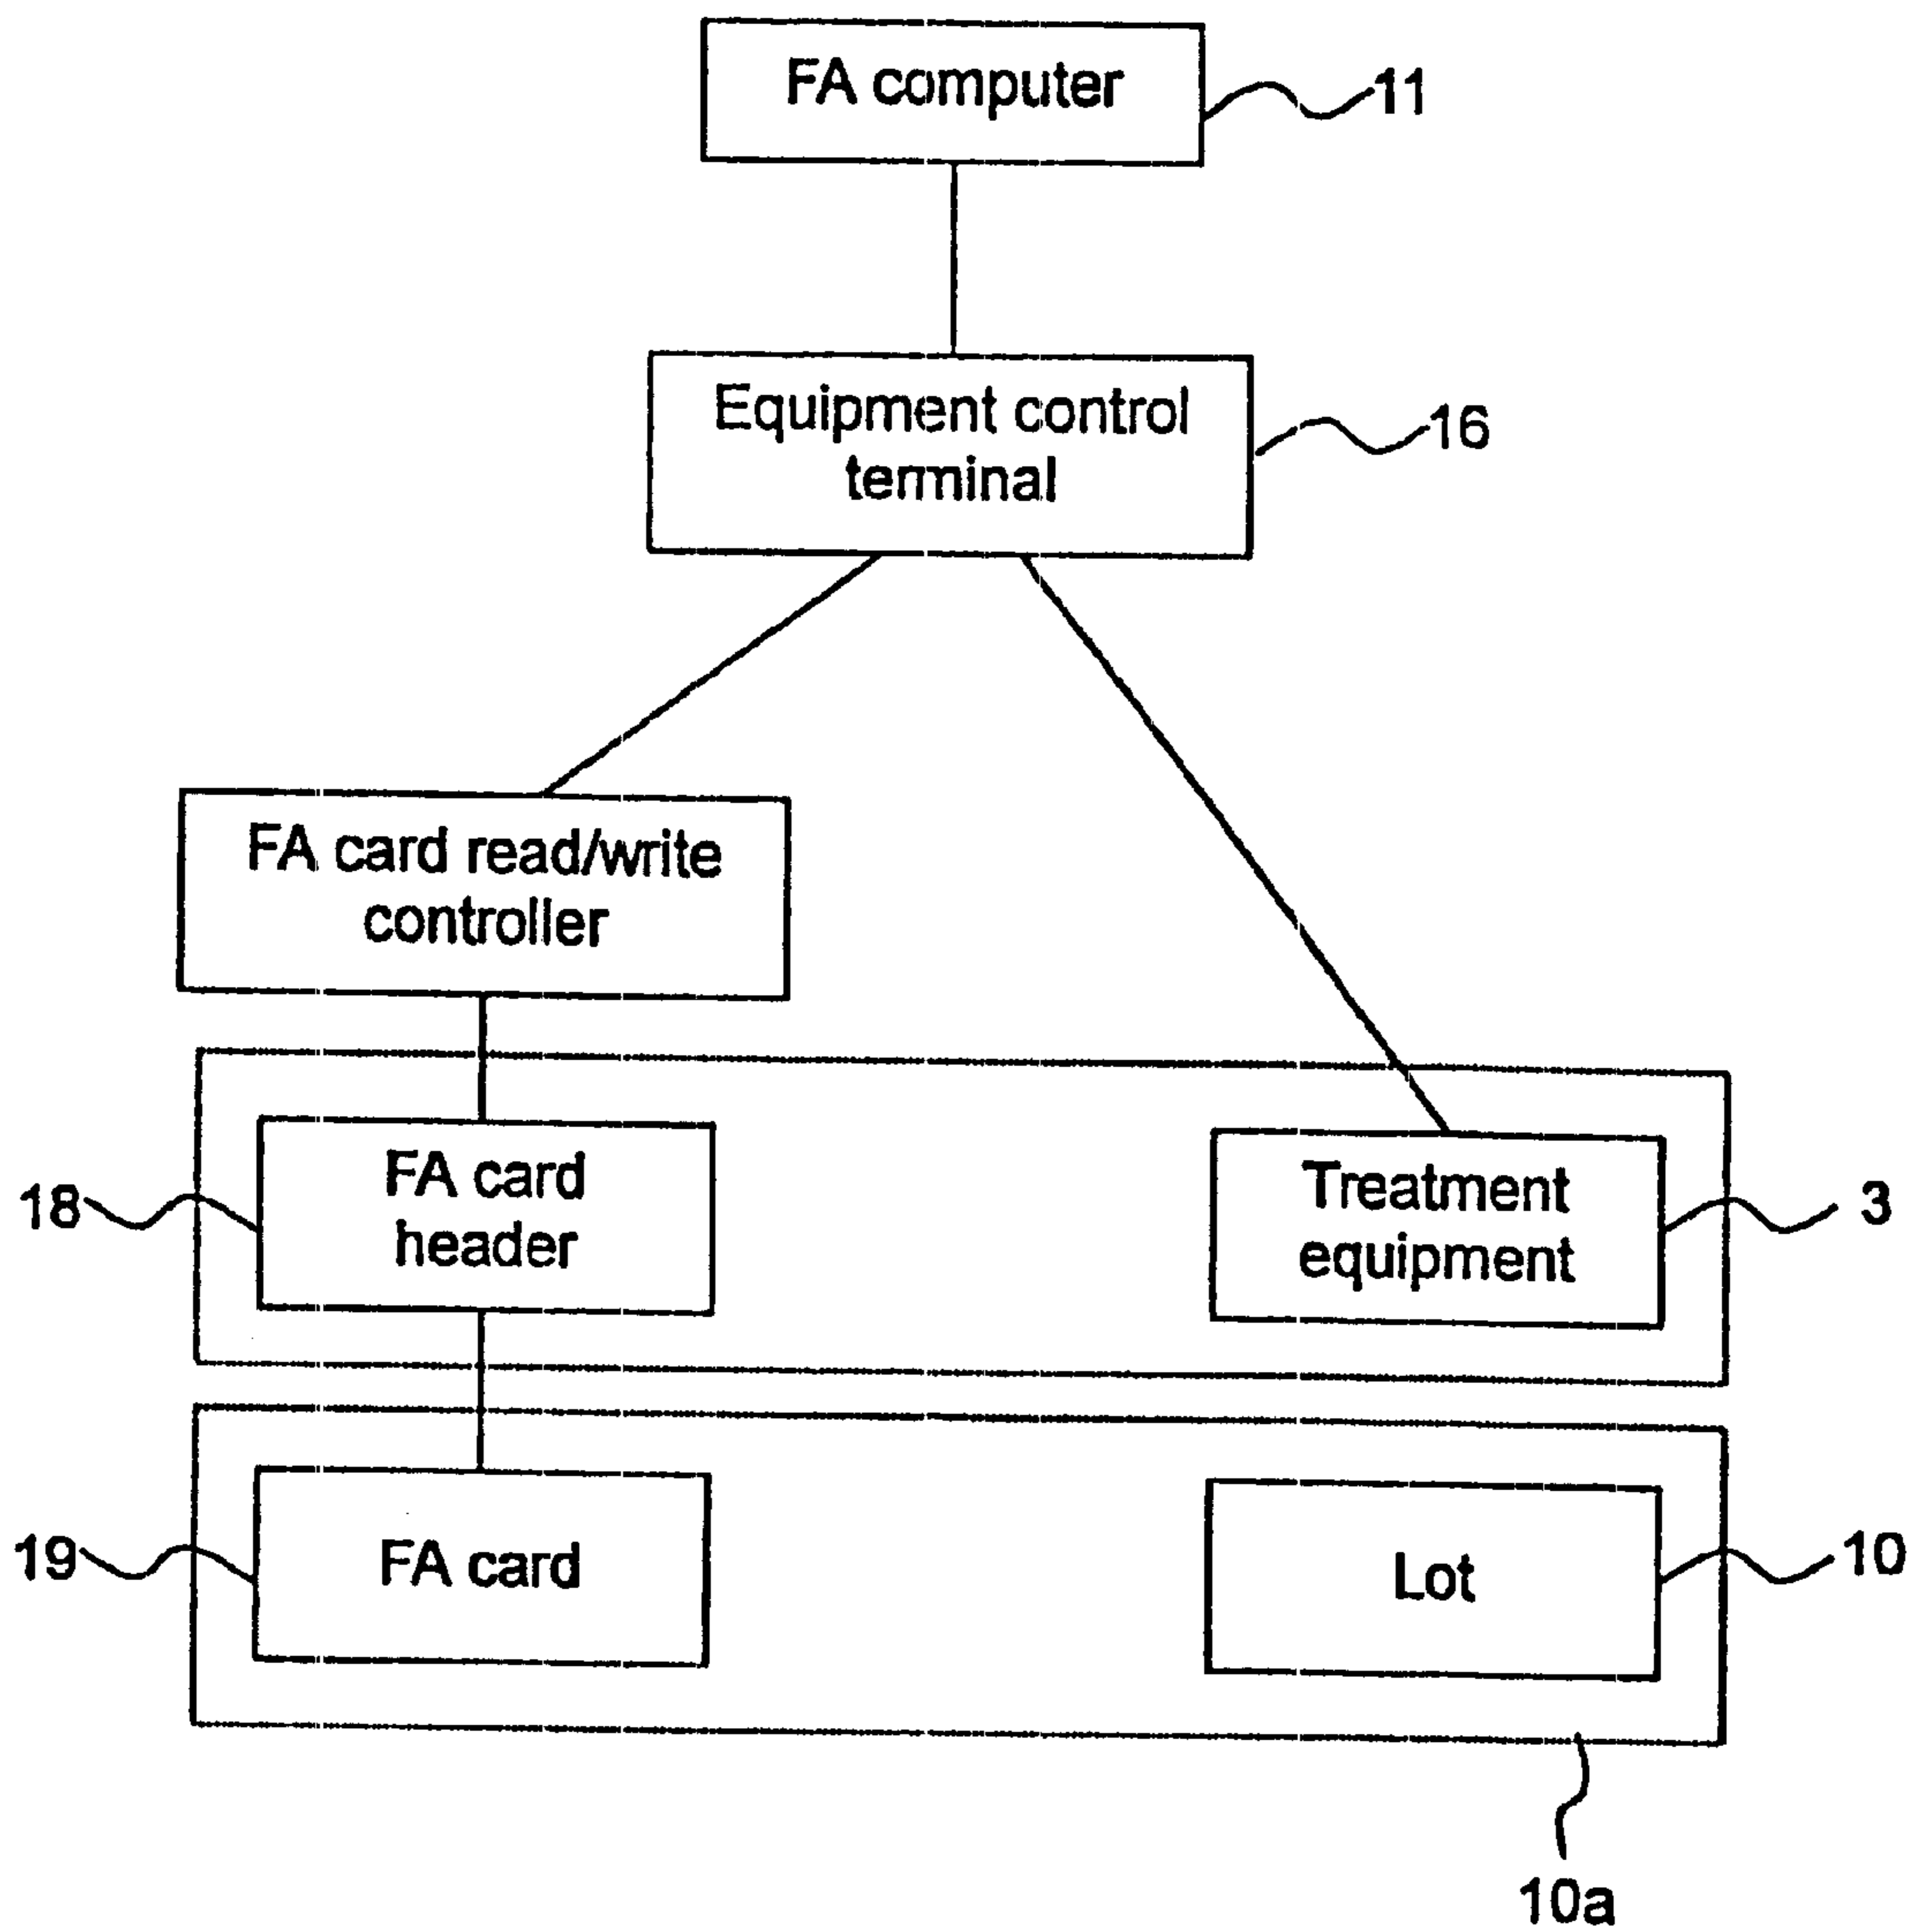 FA computer
11
Equipment control
terminal
16
FA card read/write
controller
18
FA card
header
Treatment
equipment
3
19
FA card
Lot
10
10a